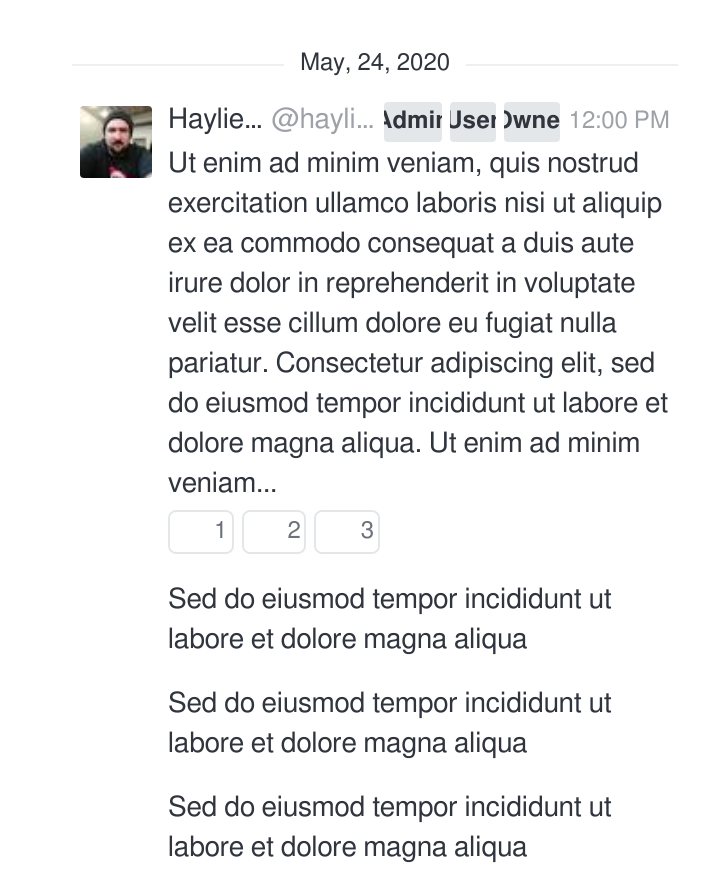 May, 24, 2020
Haylie... @hayli... Admin User Owne 12:00 PM
Ut enim ad minim veniam, quis nostrud
exercitation ullamco laboris nisi ut aliquip
ex ea commodo consequat a duis aute
irure dolor in reprehenderit in voluptate
velit esse cillum dolore eu fugiat nulla
pariatur. Consectetur adipiscing elit, sed
do eiusmod tempor incididunt ut labore et
dolore magna aliqua. Ut enim ad minim
veniam...
1 2 3
Sed do eiusmod tempor incididunt ut
labore et dolore magna aliqua
Sed do eiusmod tempor incididunt ut
labore et dolore magna aliqua
Sed do eiusmod tempor incididunt ut
labore et dolore magna aliqua